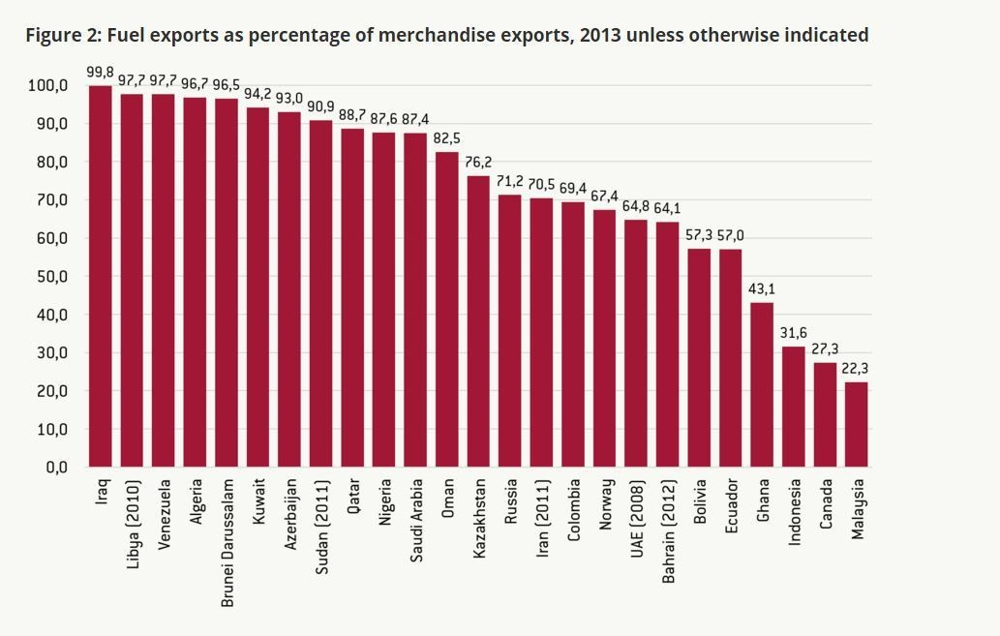 Figure 2: Fuel exports as percentage of merchandise exports, 2013 unless otherwise indicated
99,8 97,7 97,7 96,7 96,5 94,2 93,0 90,9 88,7 87,6 87,4 82,5 76,2 71,2 70,5 69,4 67,4 64,8 64,1 57,3 57,0 43,1 31,6 27,3 22,3
100,0
90,0
80,0
70,0
60,0
50,0
40,0
30,0
20,0
10,0
0,0
Iraq
Libya (2010)
Venezuela
Algeria
Brunei Darussalam
Kuwait
Azerbaijan
Sudan (2011)
Qatar
Nigeria
Saudi Arabia
Oman
Kazakhstan
Russia
Iran (2011)
Colombia
Norway
UAE (2008)
Bahrain (2012)
Bolivia
Ecuador
Ghana
Indonesia
Canada
Malaysia